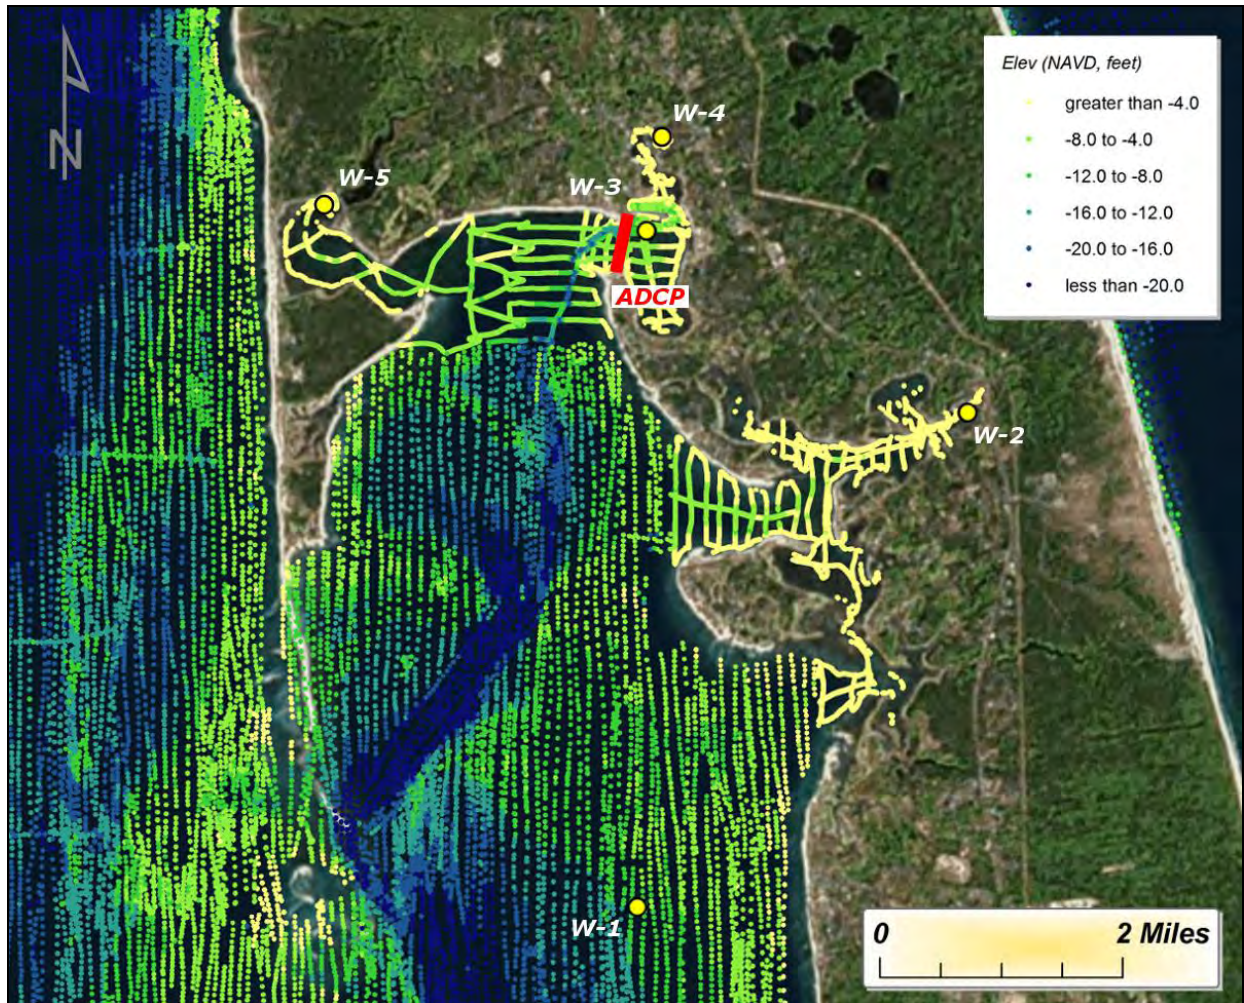 Elev (NAVD, feet)
greater than -4.0
-8.0 to -4.0
-12.0 to -8.0
-16.0 to -12.0
-20.0 to -16.0
less than -20.0
N
W-4
W-5
W-3
ADCP
W-2
W-1
0 2 Miles